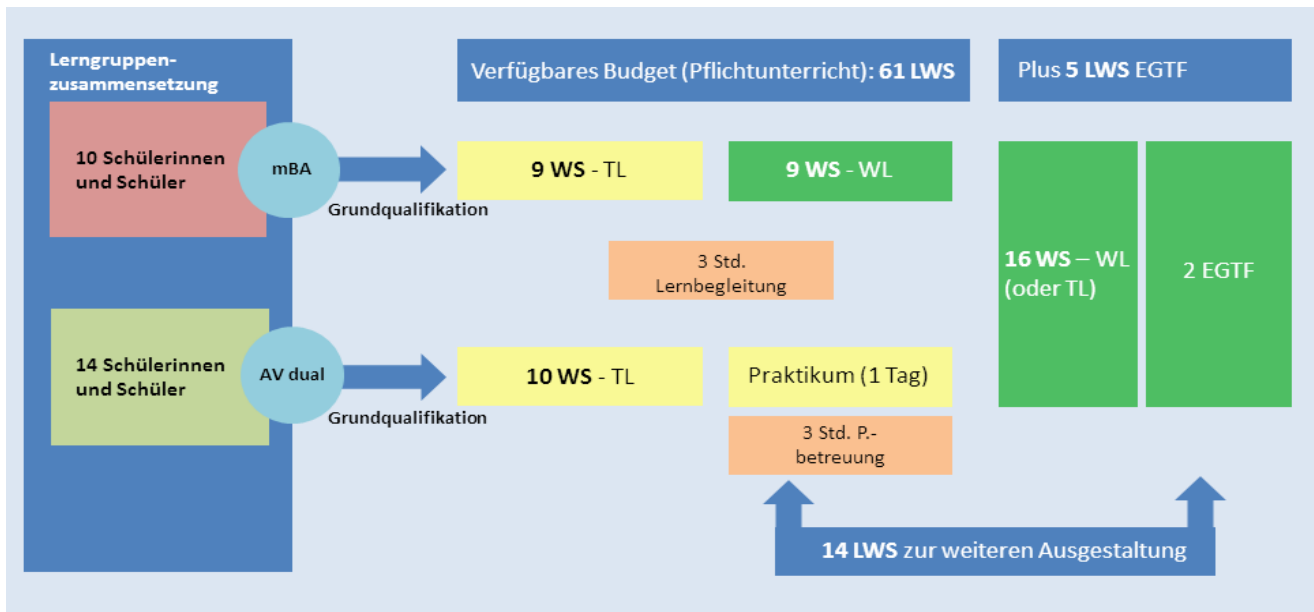 Lerngruppen-
zusammensetzung
Verfügbares Budget (Pflichtunterricht): 61 LWS
Plus 5 LWS EGTF
10 Schülerinnen
und Schüler
mBA
Grundqualifikation
9 WS - TL
9 WS - WL
3 Std.
Lernbegleitung
16 WS – WL
(oder TL)
2 EGTF
14 Schülerinnen
und Schüler
AV dual
Grundqualifikation
10 WS - TL
Praktikum (1 Tag)
3 Std. P.-
betreuung
14 LWS zur weiteren Ausgestaltung